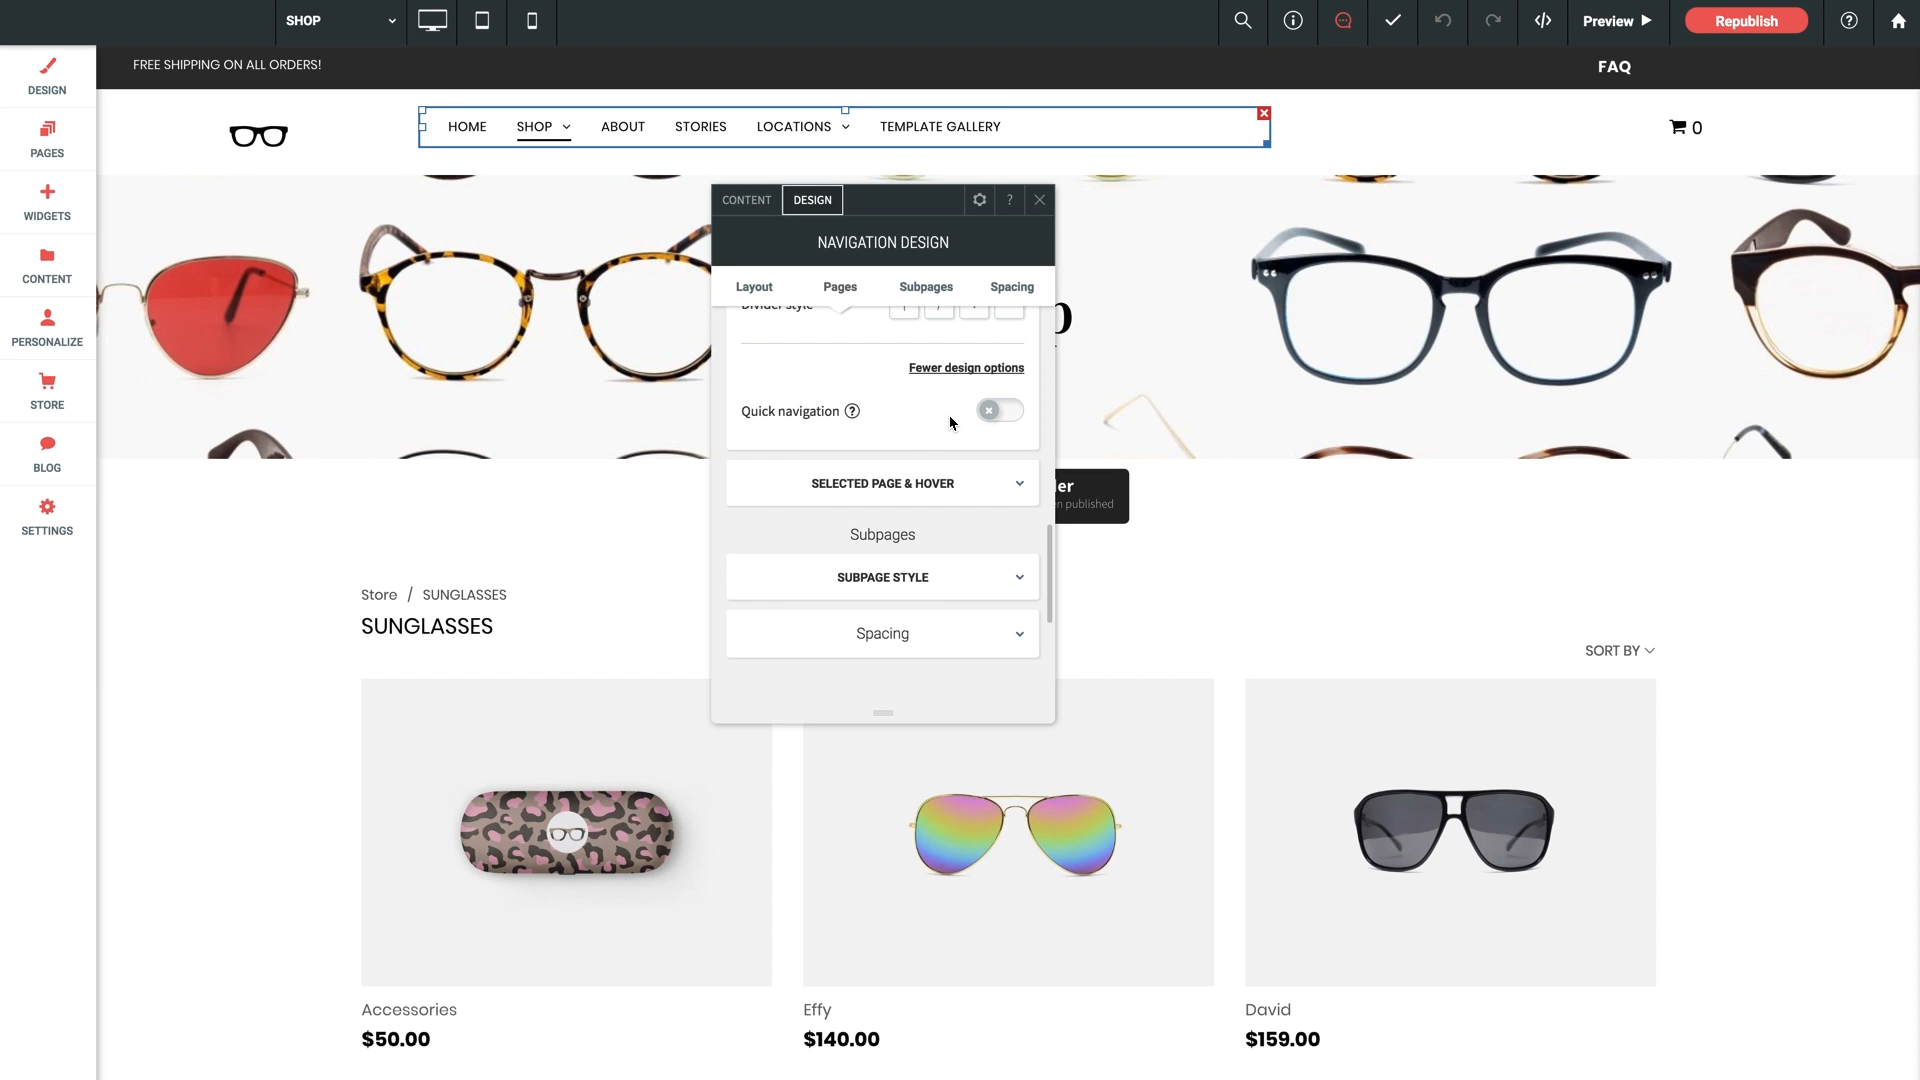 SHOP
Preview
Republish
DESIGN
PAGES
WIDGETS
CONTENT
PERSONALIZE
STORE
BLOG
SETTINGS
FREE SHIPPING ON ALL ORDERS!
FAQ
HOME SHOP ABOUT STORIES LOCATIONS TEMPLATE GALLERY
0
CONTENT DESIGN ?
NAVIGATION DESIGN
Layout Pages Subpages Spacing
Divider style
Fewer design options
Quick navigation ?
SELECTED PAGE & HOVER
Subpages
SUBPAGE STYLE
Spacing
published
Store / SUNGLASSES
SUNGLASSES
SORT BY
Accessories
$50.00
Effy
$140.00
David
$159.00